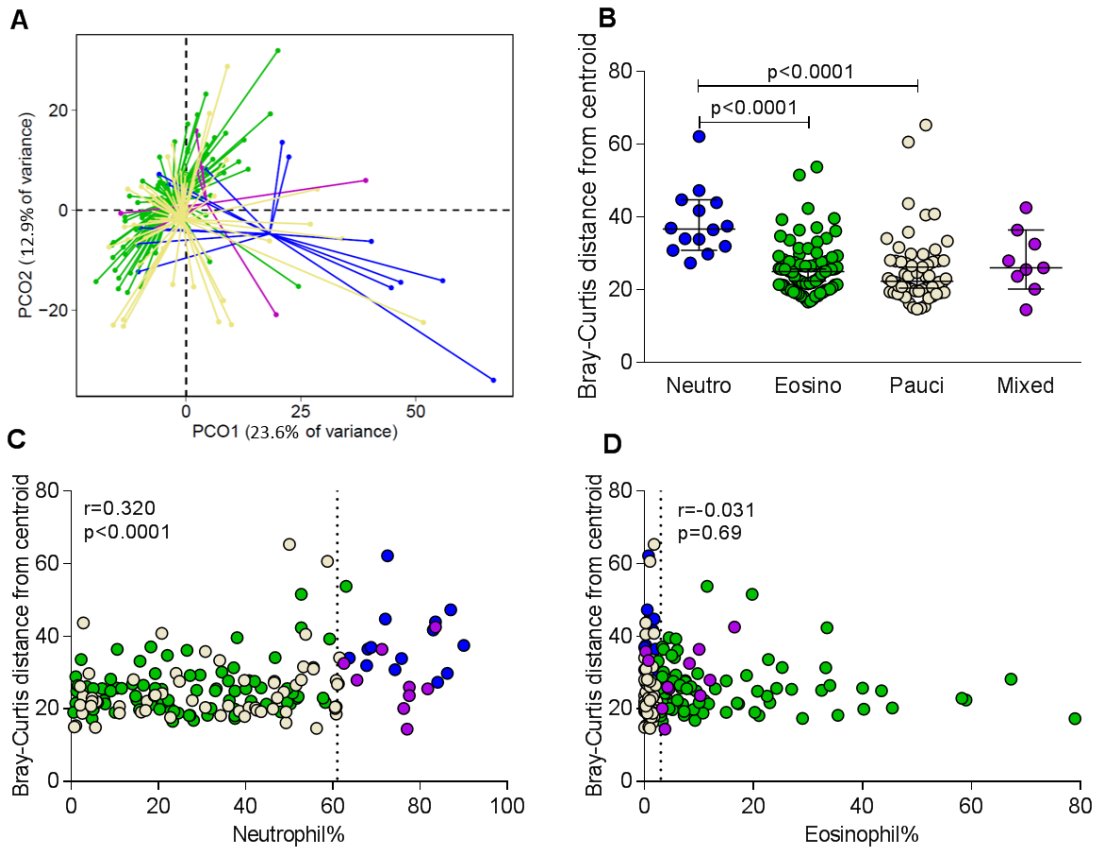 A
PCO2 (12.9% of variance)
20
0
−20
0
25
50
PCO1 (23.6% of variance)
B
Bray-Curtis distance from centroid
80
60
40
20
0
p<0.0001
p<0.0001
Neutro
Eosino
Pauci
Mixed
C
Bray-Curtis distance from centroid
80
60
40
20
0
r=0.320
p<0.0001
0
20
40
60
80
100
Neutrophil%
D
Bray-Curtis distance from centroid
80
60
40
20
0
r=-0.031
p=0.69
0
20
40
60
80
Eosinophil%